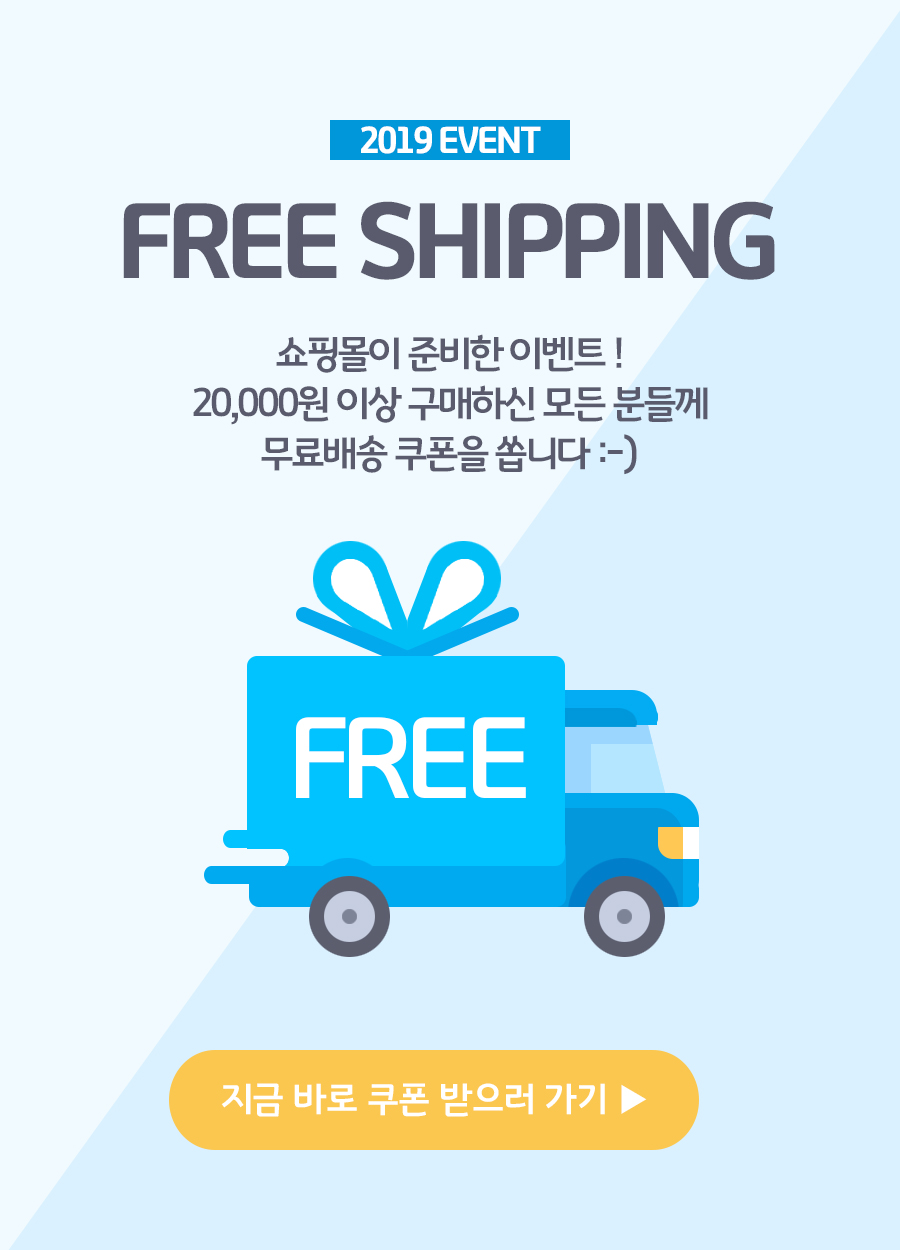 2019 EVENT
FREE SHIPPING
쇼핑몰이 준비한 이벤트 !
20,000원 이상 구매하신 모든 분들께
무료배송 쿠폰을 쏩니다 :-)
FREE
지금 바로 쿠폰 받으러 가기 ▶